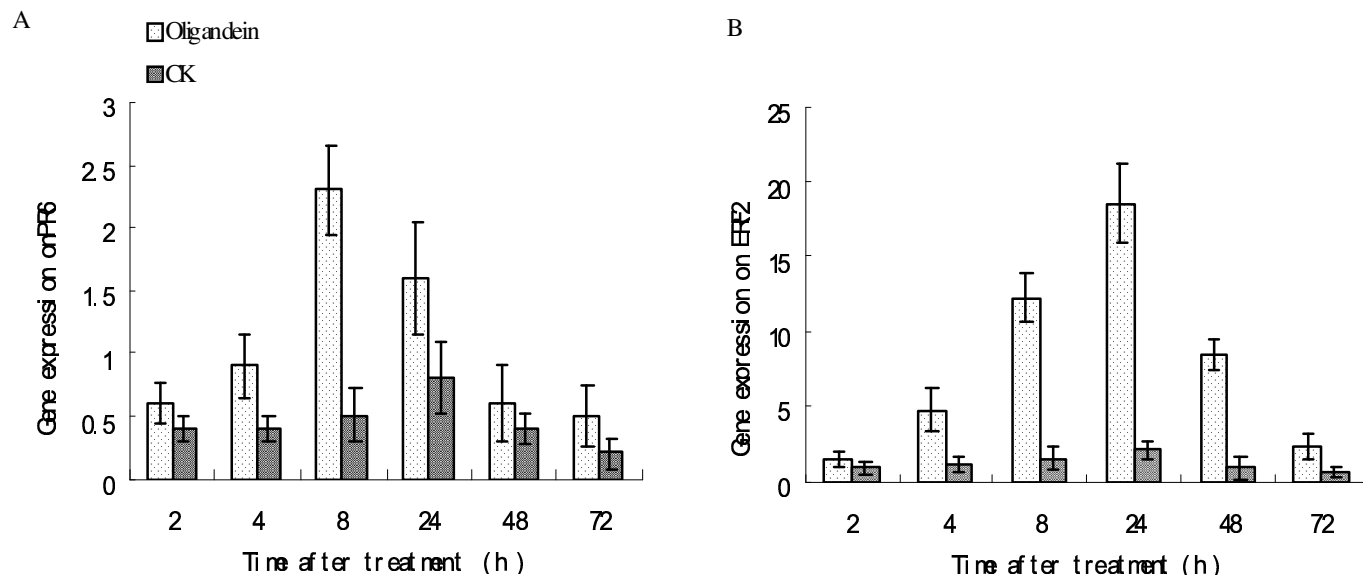 A
Oligandein
CK
Gene expression onPR6
3
2.5
2
1.5
1
0.5
0
2 4 8 24 48 72
Time after treatment (h)
B
Gene expression on ERF2
25
20
15
10
5
0
2 4 8 24 48 72
Time after treatment (h)